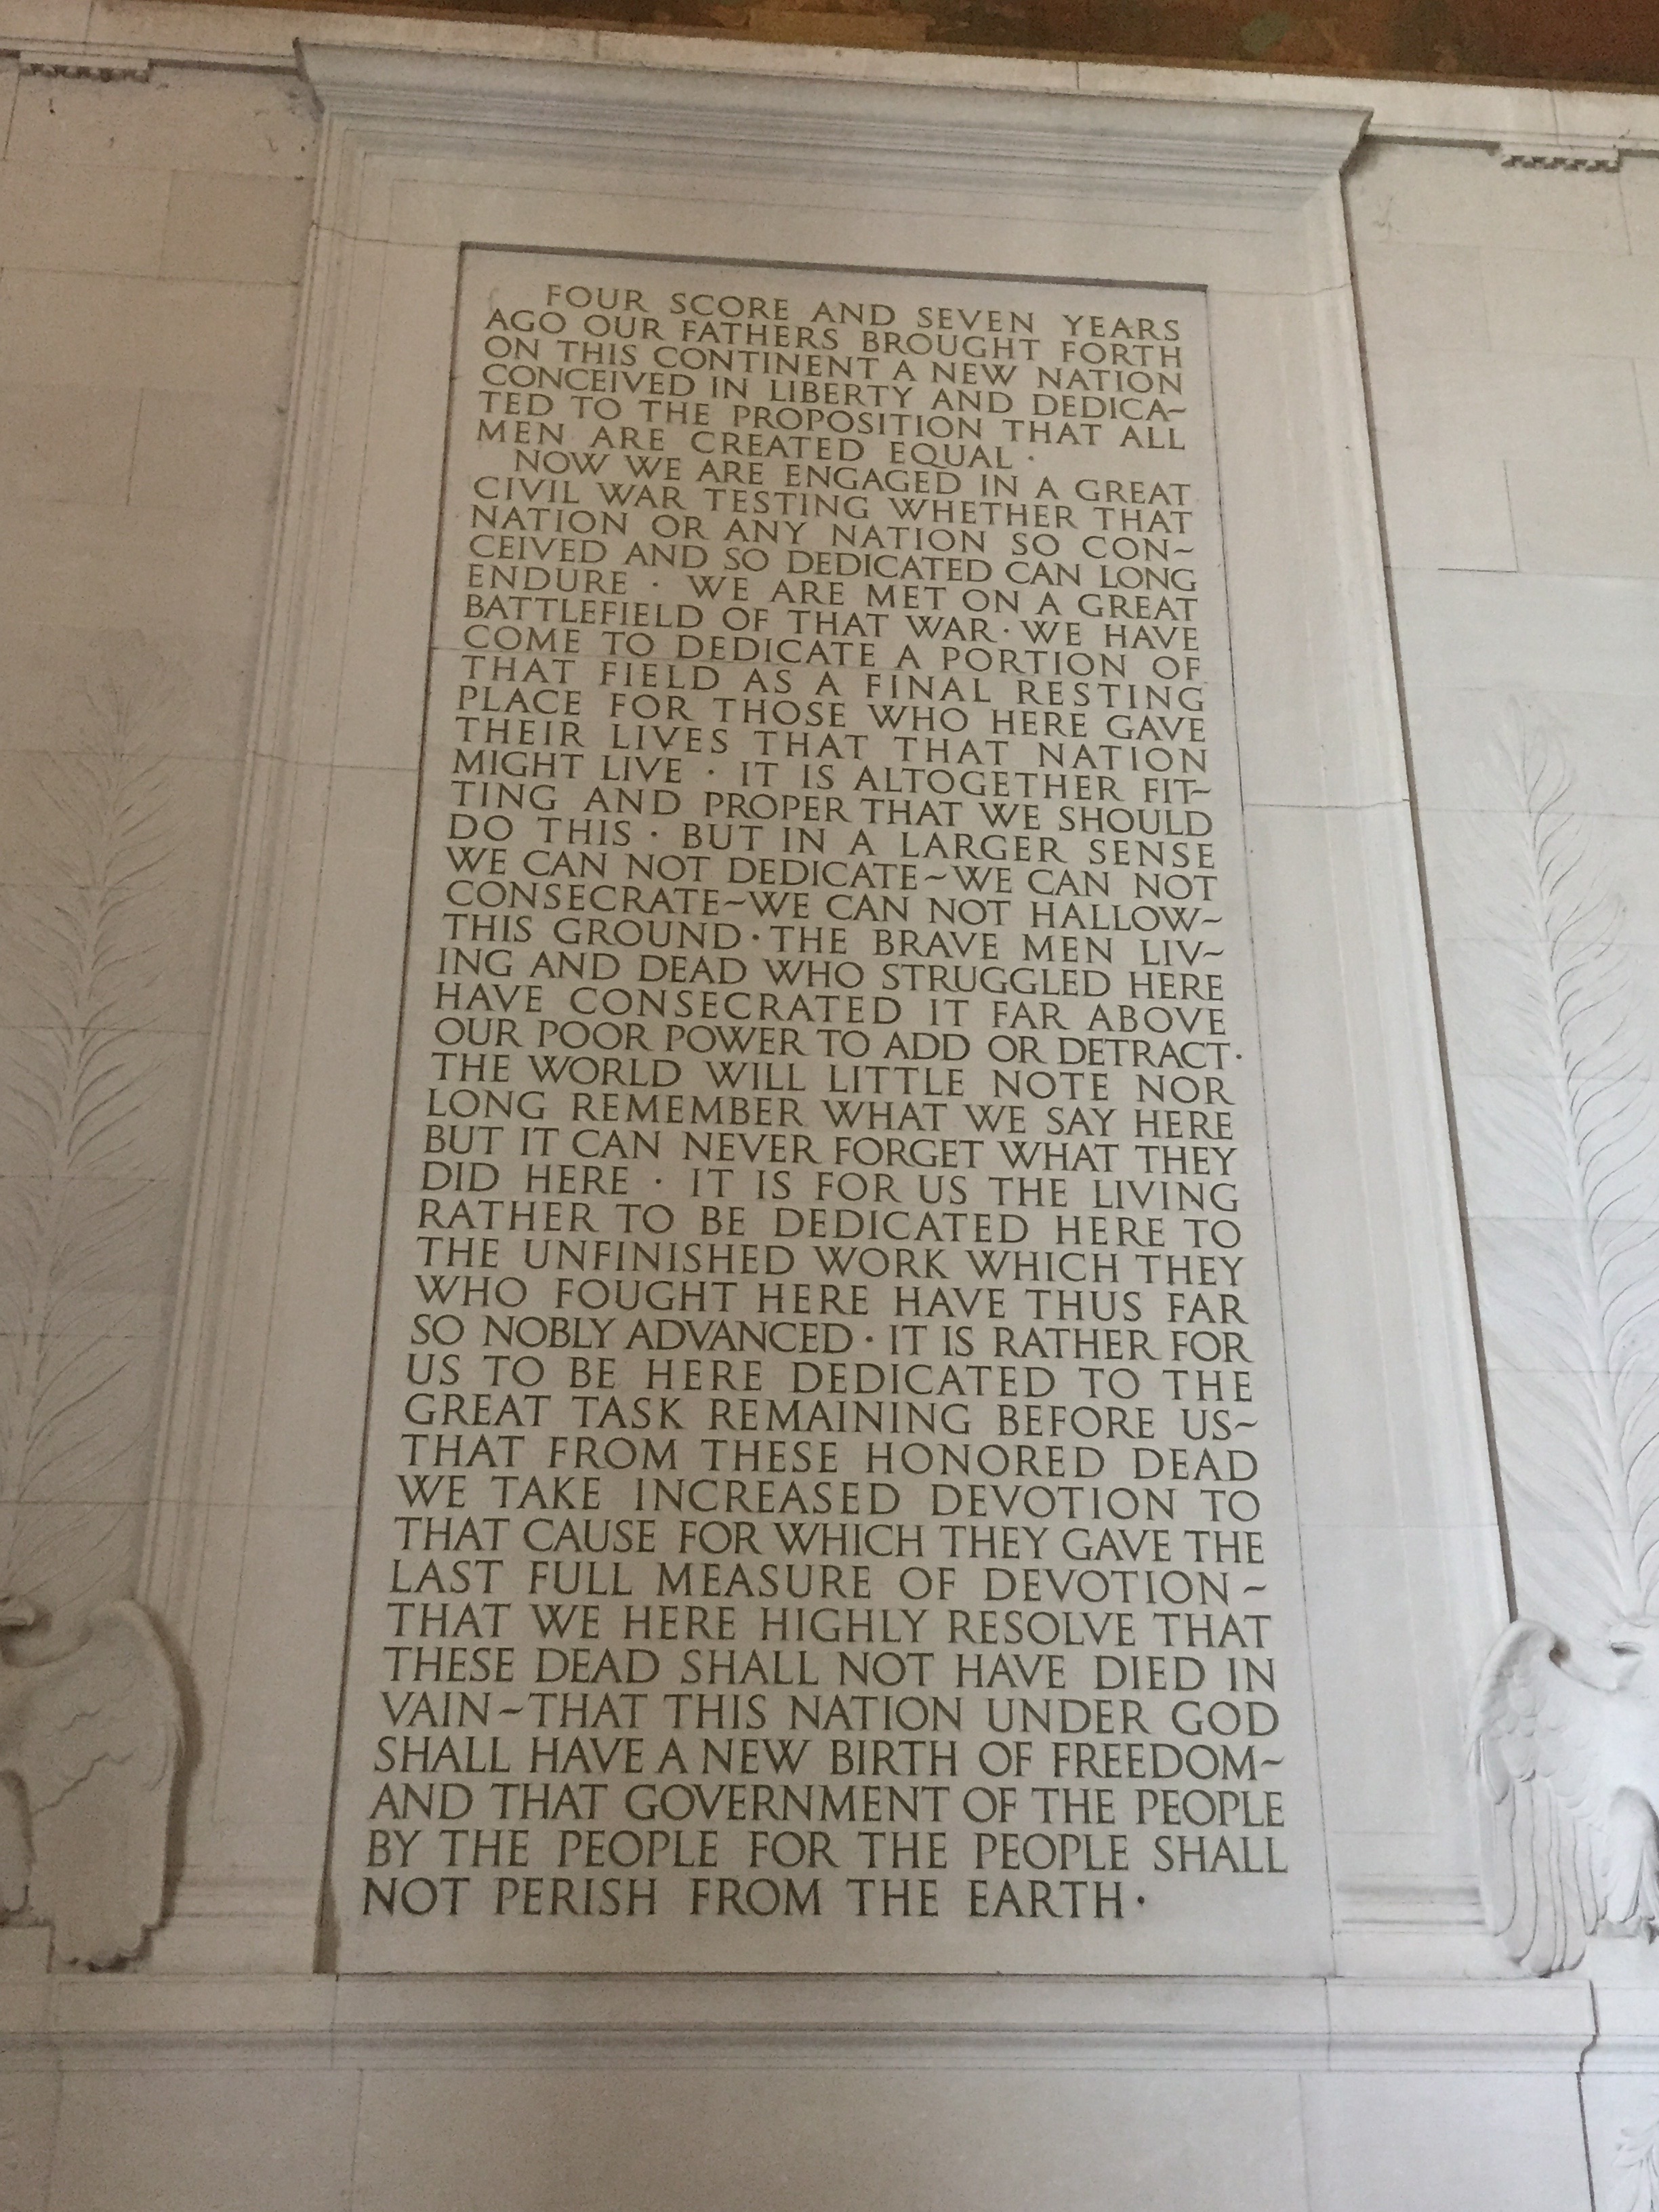 FOUR SCORE AND SEVEN YEARS
AGO OUR FATHERS BROUGHT FORTH
ON THIS CONTINENT A NEW NATION
CONCEIVED IN LIBERTY AND DEDICA~
TED TO THE PROPOSITION THAT ALL
MEN ARE CREATED EQUAL ·
NOW WE ARE ENGAGED IN A GREAT
CIVIL WAR TESTING WHETHER THAT
NATION OR ANY NATION SO CON~
CEIVED AND SO DEDICATED CAN LONG
ENDURE · WE ARE MET ON A GREAT
BATTLEFIELD OF THAT WAR · WE HAVE
COME TO DEDICATE A PORTION OF
THAT FIELD AS A FINAL RESTING
PLACE FOR THOSE WHO HERE GAVE
THEIR LIVES THAT THAT NATION
MIGHT LIVE · IT IS ALTOGETHER FIT~
TING AND PROPER THAT WE SHOULD
DO THIS · BUT IN A LARGER SENSE
WE CAN NOT DEDICATE~WE CAN NOT
CONSECRATE~WE CAN NOT HALLOW~
THIS GROUND · THE BRAVE MEN LIV~
ING AND DEAD WHO STRUGGLED HERE
HAVE CONSECRATED IT FAR ABOVE
OUR POOR POWER TO ADD OR DETRACT ·
THE WORLD WILL LITTLE NOTE NOR
LONG REMEMBER WHAT WE SAY HERE
BUT IT CAN NEVER FORGET WHAT THEY
DID HERE · IT IS FOR US THE LIVING
RATHER TO BE DEDICATED HERE TO
THE UNFINISHED WORK WHICH THEY
WHO FOUGHT HERE HAVE THUS FAR
SO NOBLY ADVANCED · IT IS RATHER FOR
US TO BE HERE DEDICATED TO THE
GREAT TASK REMAINING BEFORE US~
THAT FROM THESE HONORED DEAD
WE TAKE INCREASED DEVOTION TO
THAT CAUSE FOR WHICH THEY GAVE THE
LAST FULL MEASURE OF DEVOTION ~
THAT WE HERE HIGHLY RESOLVE THAT
THESE DEAD SHALL NOT HAVE DIED IN
VAIN~THAT THIS NATION UNDER GOD
SHALL HAVE A NEW BIRTH OF FREEDOM~
AND THAT GOVERNMENT OF THE PEOPLE
BY THE PEOPLE FOR THE PEOPLE SHALL
NOT PERISH FROM THE EARTH ·